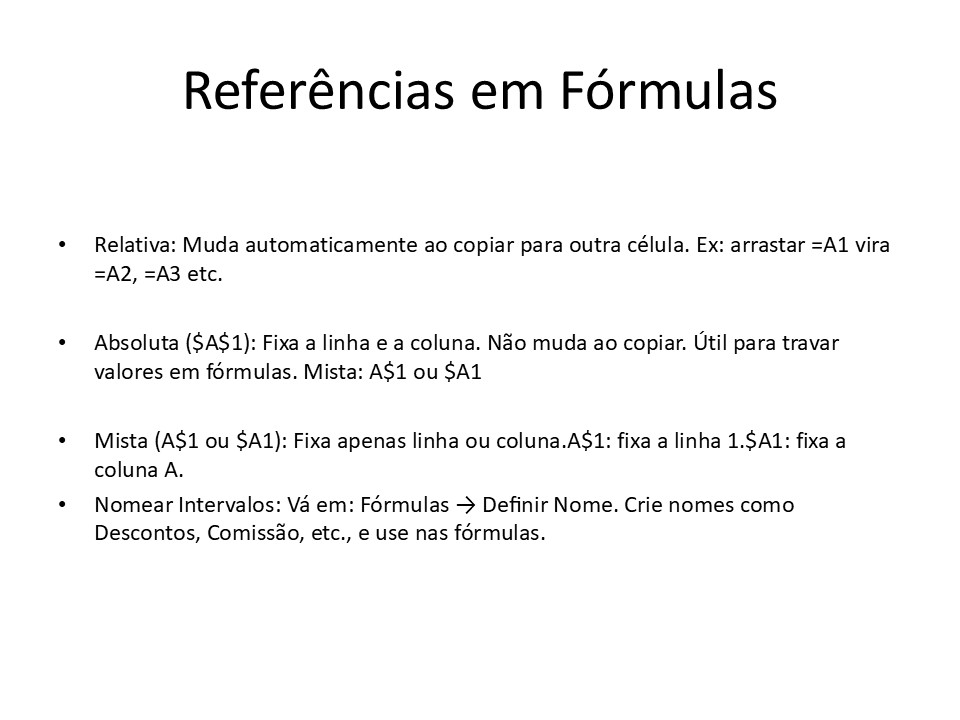 Referências em Fórmulas
• Relativa: Muda automaticamente ao copiar para outra célula. Ex: arrastar =A1 vira
=A2, =A3 etc.
• Absoluta ($A$1): Fixa a linha e a coluna. Não muda ao copiar. Útil para travar
valores em fórmulas. Mista: A$1 ou $A1
• Mista (A$1 ou $A1): Fixa apenas linha ou coluna.A$1: fixa a linha 1.$A1: fixa a
coluna A.
• Nomear Intervalos: Vá em: Fórmulas → Definir Nome. Crie nomes como
Descontos, Comissão, etc., e use nas fórmulas.